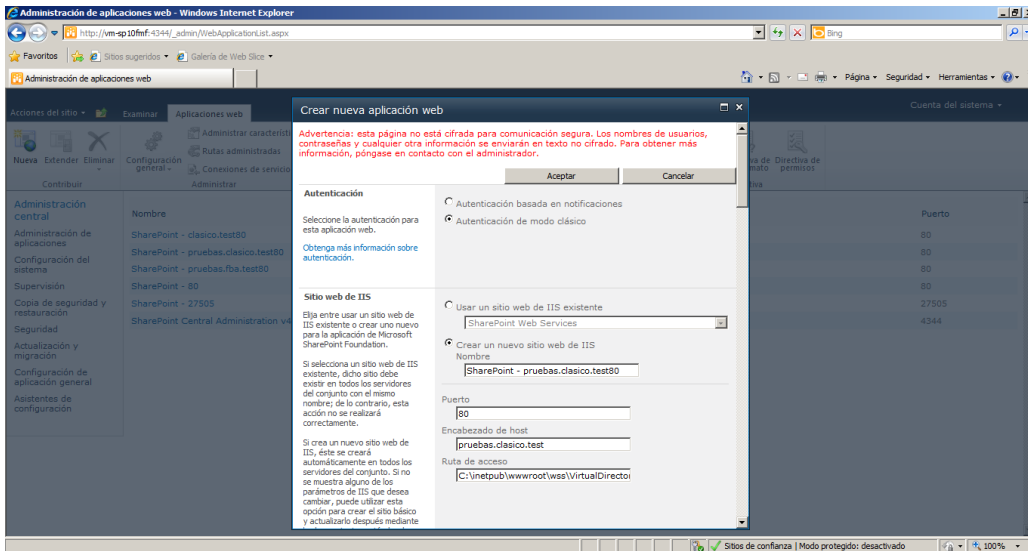 Administración de aplicaciones web - Windows Internet Explorer
http://vm-sp10fmf:4344/_admin/WebApplicationList.aspx
Bing
Favoritos
Sitios sugeridos
Galería de Web Slice
Administración de aplicaciones web
Página
Seguridad
Herramientas
Acciones del sitio
Examinar
Aplicaciones web
Cuenta del sistema
Nueva
Extender
Eliminar
Configuración
general
Administrar característi
Rutas administradas
Conexiones de servicio
Directiva de
permisos
Contribuir
Administrar
Crear nueva aplicación web
Advertencia: esta página no está cifrada para comunicación segura. Los nombres de usuarios,
contraseñas y cualquier otra información se enviarán en texto no cifrado. Para obtener más
información, póngase en contacto con el administrador.
Aceptar
Cancelar
Autenticación
Seleccione la autenticación para
esta aplicación web.
Obtenga más información sobre
autenticación.
Autenticación basada en notificaciones
Autenticación de modo clásico
Sitio web de IIS
Elija entre usar un sitio web de
IIS existente o crear uno nuevo
para la aplicación de Microsoft
SharePoint Foundation.
Si selecciona un sitio web de IIS
existente, dicho sitio debe
existir en todos los servidores
del conjunto con el mismo
nombre; de lo contrario, esta
acción no se realizará
correctamente.
Si crea un nuevo sitio web de
IIS, éste se creará
automáticamente en todos los
servidores del conjunto. Si no
se muestra alguno de los
parámetros de IIS que desea
cambiar, puede utilizar esta
opción para crear el sitio básico
y actualizarlo después mediante
Usar un sitio web de IIS existente
SharePoint Web Services
Crear un nuevo sitio web de IIS
Nombre
SharePoint - pruebas.clasico.test80
Puerto
80
Encabezado de host
pruebas.clasico.test
Ruta de acceso
C:\inetpub\wwwroot\wss\VirtualDirector
Administración
central
Administración de
aplicaciones
Configuración del
sistema
Supervisión
Copia de seguridad y
restauración
Seguridad
Actualización y
migración
Configuración de
aplicación general
Asistentes de
configuración
Nombre
Puerto
SharePoint - clasico.test80
80
SharePoint - pruebas.clasico.test80
80
SharePoint - pruebas.fba.test80
80
SharePoint - 80
80
SharePoint - 27505
27505
SharePoint Central Administration v4
4344
Sitios de confianza | Modo protegido: desactivado
100%